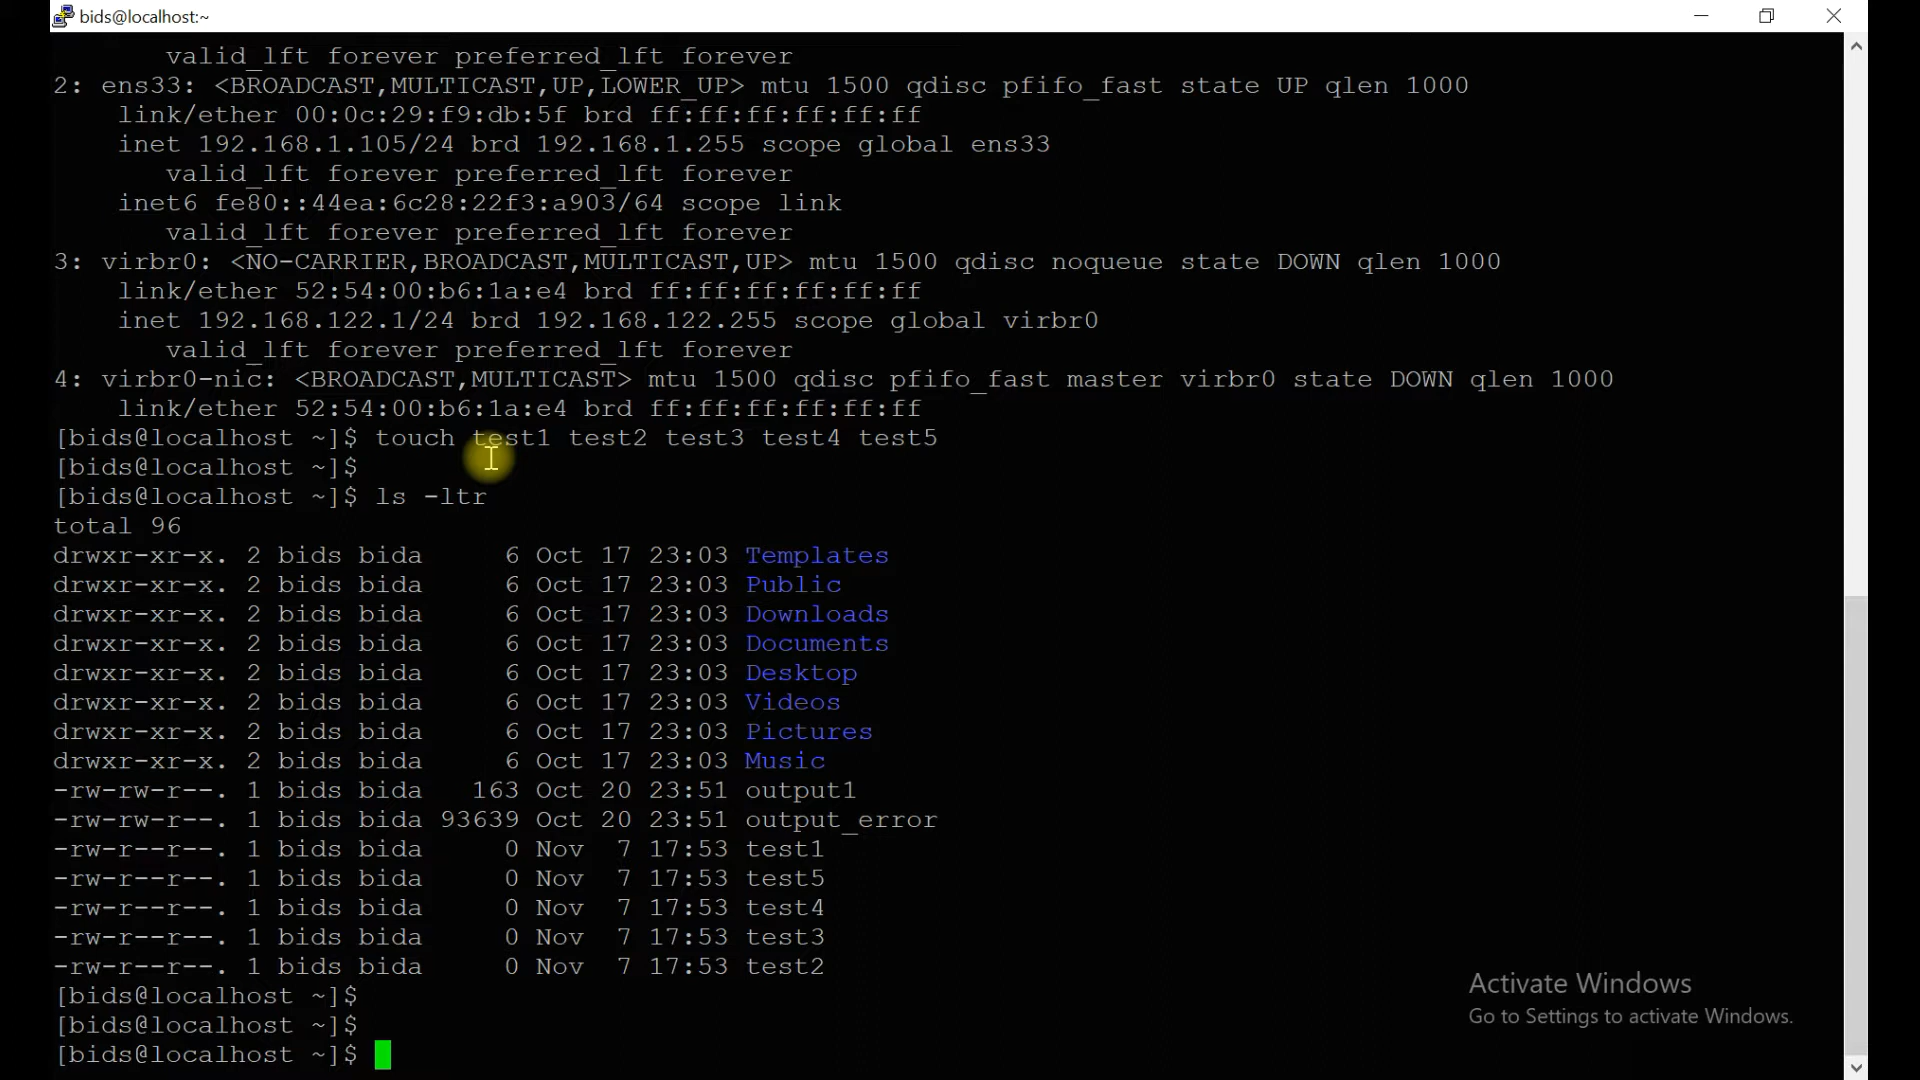 bids@localhost:~
valid_lft forever preferred_lft forever
2: ens33: <BROADCAST,MULTICAST,UP,LOWER_UP> mtu 1500 qdisc pfifo_fast state UP qlen 1000
link/ether 00:0c:29:f9:db:5f brd ff:ff:ff:ff:ff:ff
inet 192.168.1.105/24 brd 192.168.1.255 scope global ens33
valid_lft forever preferred_lft forever
inet6 fe80::44ea:6c28:22f3:a903/64 scope link
valid_lft forever preferred_lft forever
3: virbr0: <NO-CARRIER,BROADCAST,MULTICAST,UP> mtu 1500 qdisc noqueue state DOWN qlen 1000
link/ether 52:54:00:b6:1a:e4 brd ff:ff:ff:ff:ff:ff
inet 192.168.122.1/24 brd 192.168.122.255 scope global virbr0
valid_lft forever preferred_lft forever
4: virbr0-nic: <BROADCAST,MULTICAST> mtu 1500 qdisc pfifo_fast master virbr0 state DOWN qlen 1000
link/ether 52:54:00:b6:1a:e4 brd ff:ff:ff:ff:ff:ff
[bids@localhost ~]$ touch test1 test2 test3 test4 test5
[bids@localhost ~]$
[bids@localhost ~]$ ls -ltr
total 96
drwxr-xr-x. 2 bids bida     6 Oct 17 23:03 Templates
drwxr-xr-x. 2 bids bida     6 Oct 17 23:03 Public
drwxr-xr-x. 2 bids bida     6 Oct 17 23:03 Downloads
drwxr-xr-x. 2 bids bida     6 Oct 17 23:03 Documents
drwxr-xr-x. 2 bids bida     6 Oct 17 23:03 Desktop
drwxr-xr-x. 2 bids bida     6 Oct 17 23:03 Videos
drwxr-xr-x. 2 bids bida     6 Oct 17 23:03 Pictures
drwxr-xr-x. 2 bids bida     6 Oct 17 23:03 Music
-rw-rw-r--. 1 bids bida   163 Oct 20 23:51 output1
-rw-rw-r--. 1 bids bida 93639 Oct 20 23:51 output_error
-rw-r--r--. 1 bids bida     0 Nov  7 17:53 test1
-rw-r--r--. 1 bids bida     0 Nov  7 17:53 test5
-rw-r--r--. 1 bids bida     0 Nov  7 17:53 test4
-rw-r--r--. 1 bids bida     0 Nov  7 17:53 test3
-rw-r--r--. 1 bids bida     0 Nov  7 17:53 test2
[bids@localhost ~]$
[bids@localhost ~]$
[bids@localhost ~]$
Activate Windows
Go to Settings to activate Windows.